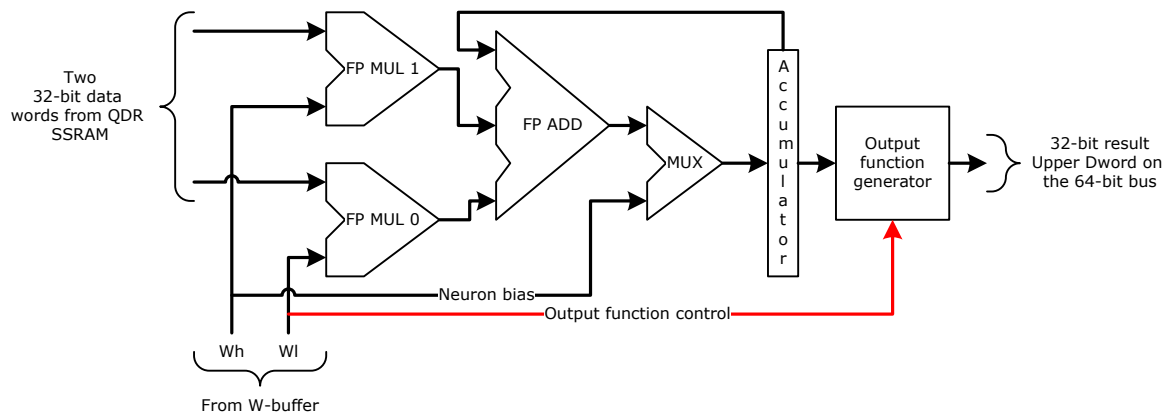 Two
32-bit data
words from QDR
SSRAM
FP MUL 1
FP MUL 0
FP ADD
MUX
Accumulator
Output
function
generator
32-bit result
Upper Dword on
the 64-bit bus
Neuron bias
Output function control
Wh
Wl
From W-buffer